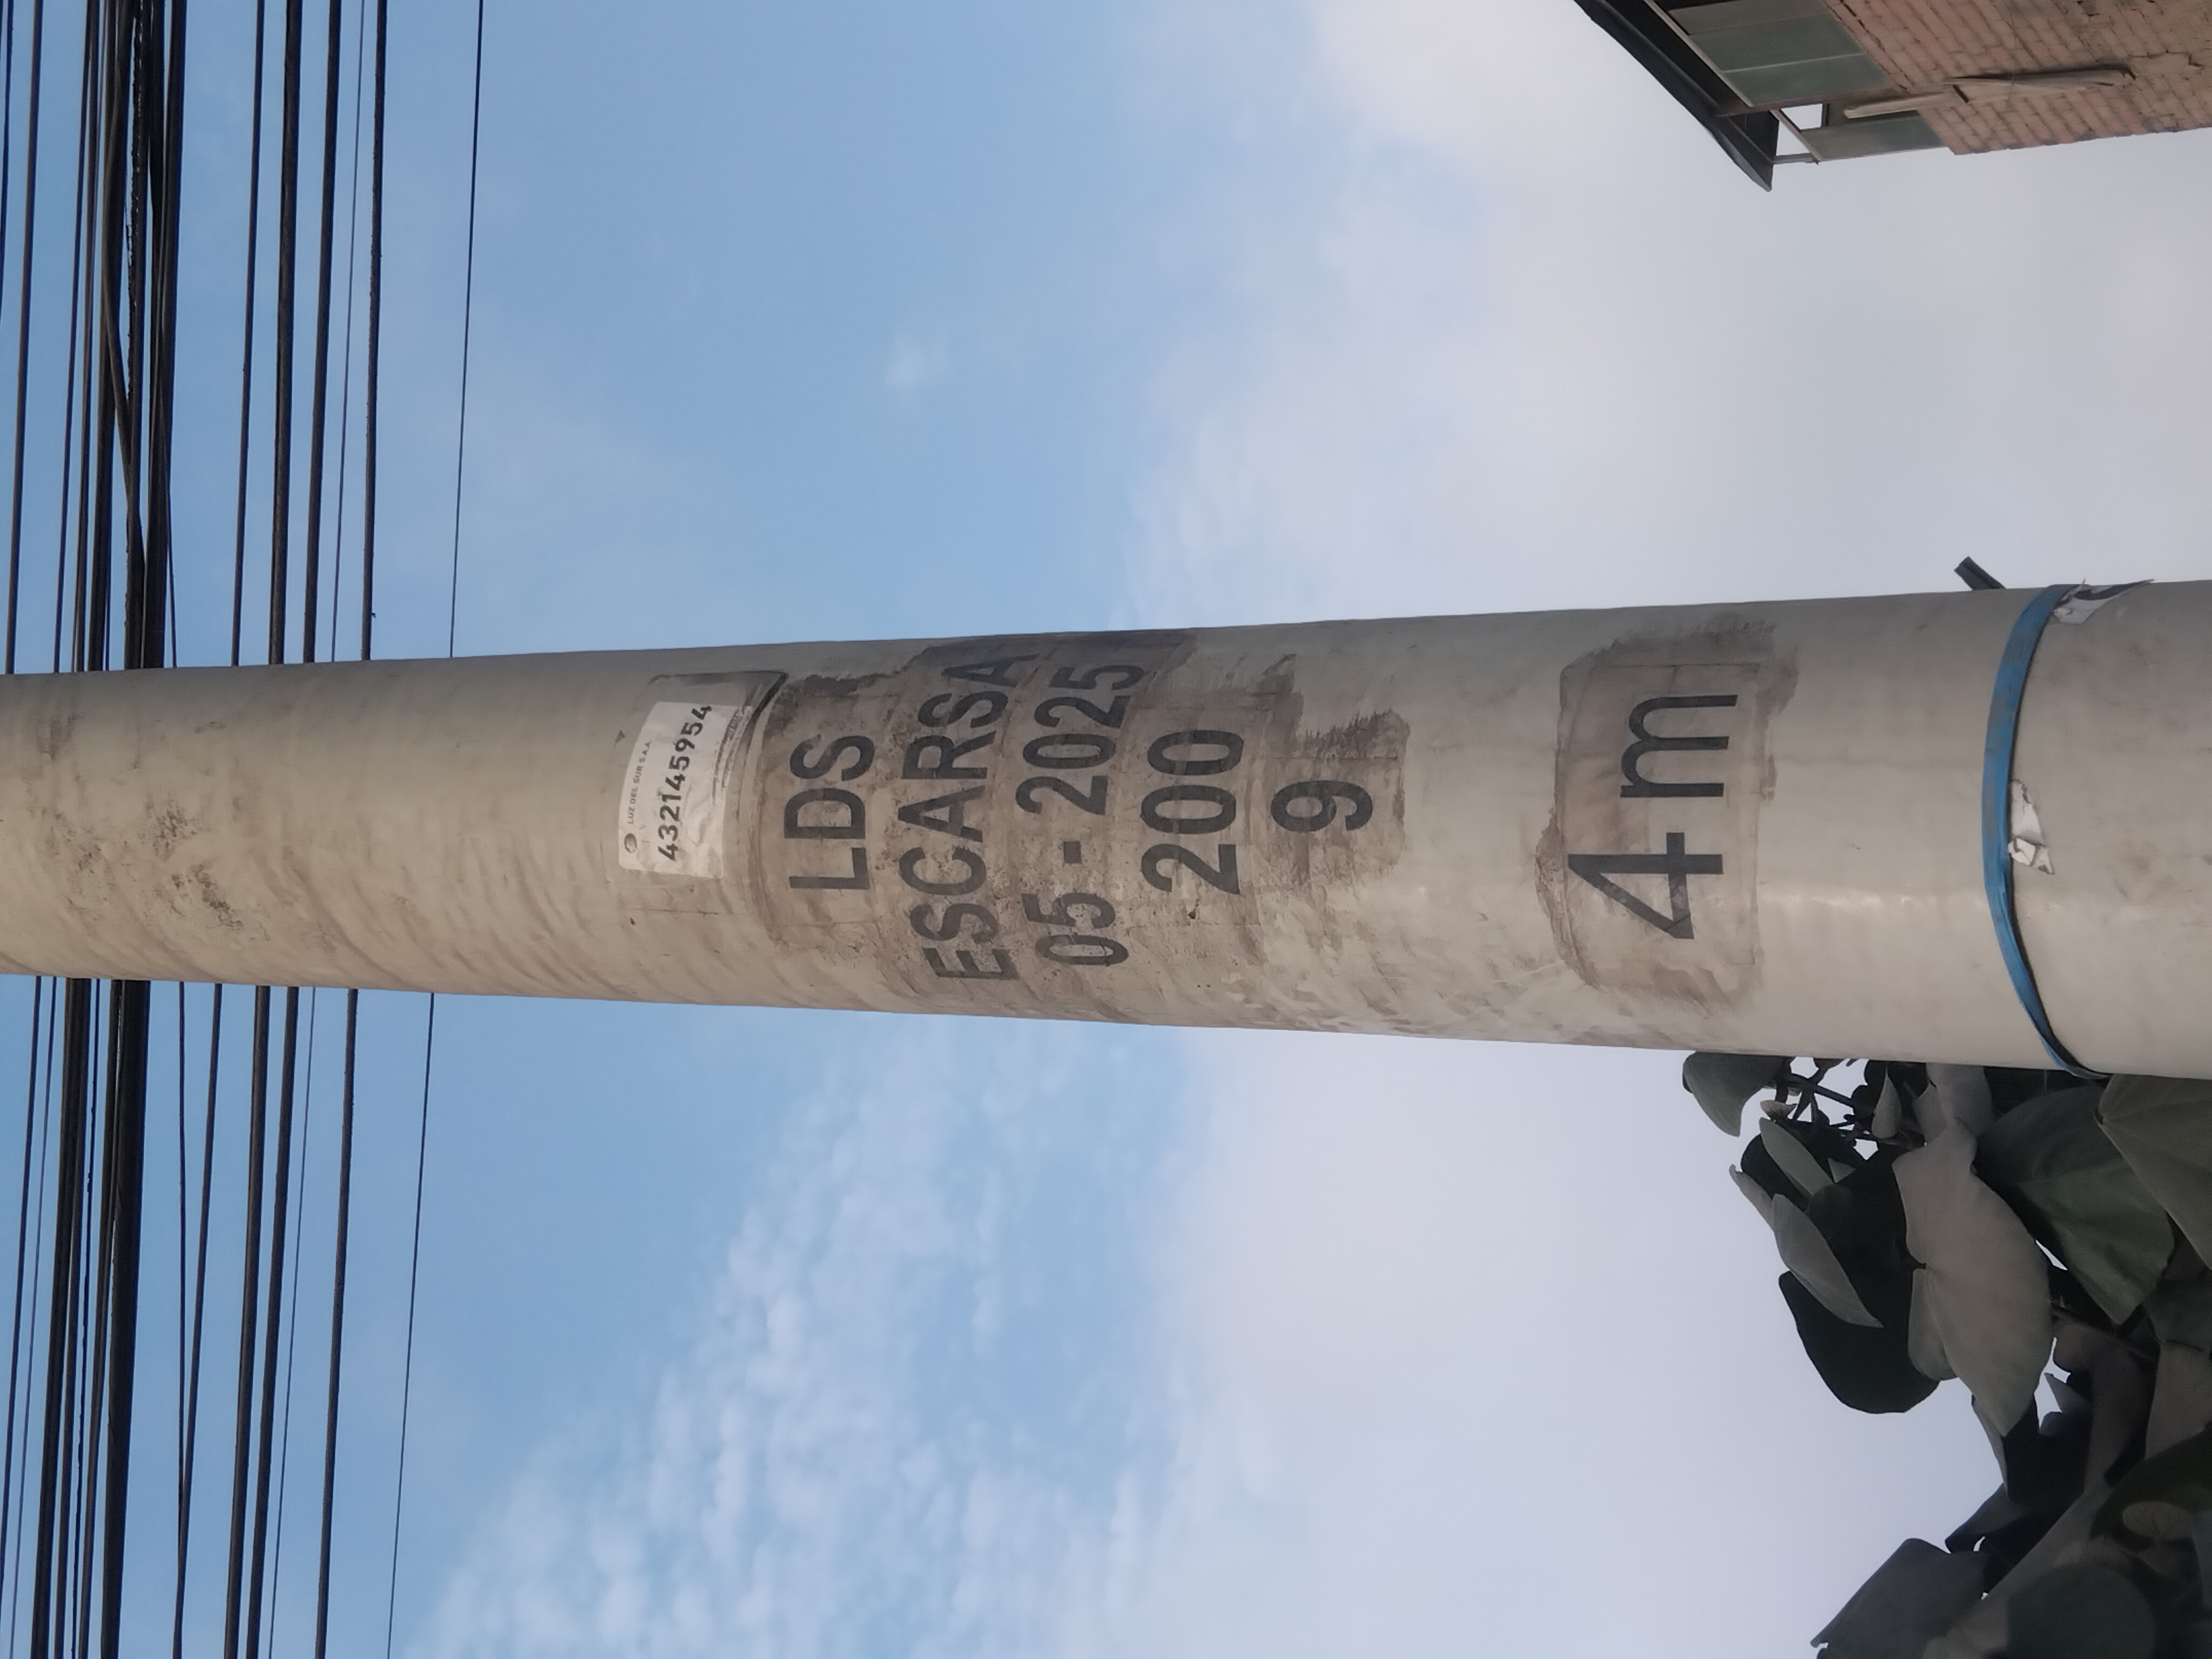 LUZ DEL SUR S.A.A.
432145954
LDS
ESCARSA
05 - 2025
200
9
4 m